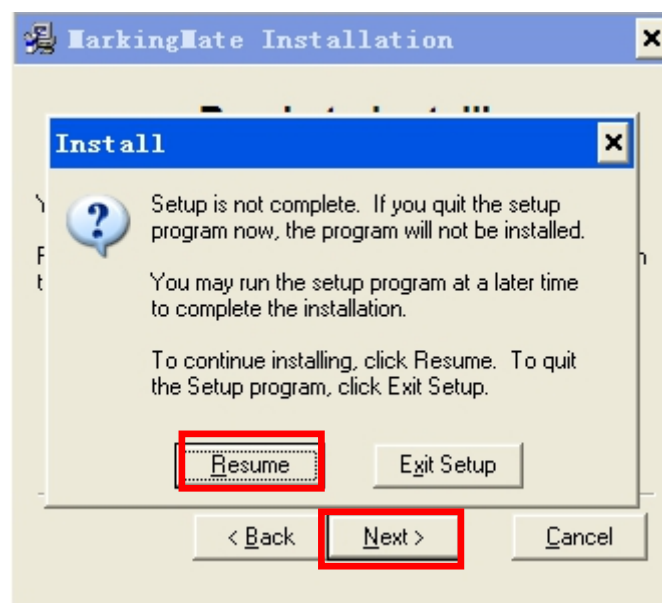 MarkingMate Installation
Install
Setup is not complete. If you quit the setup
program now, the program will not be installed.
You may run the setup program at a later time
to complete the installation.
To continue installing, click Resume. To quit
the Setup program, click Exit Setup.
Resume
Exit Setup
< Back
Next >
Cancel